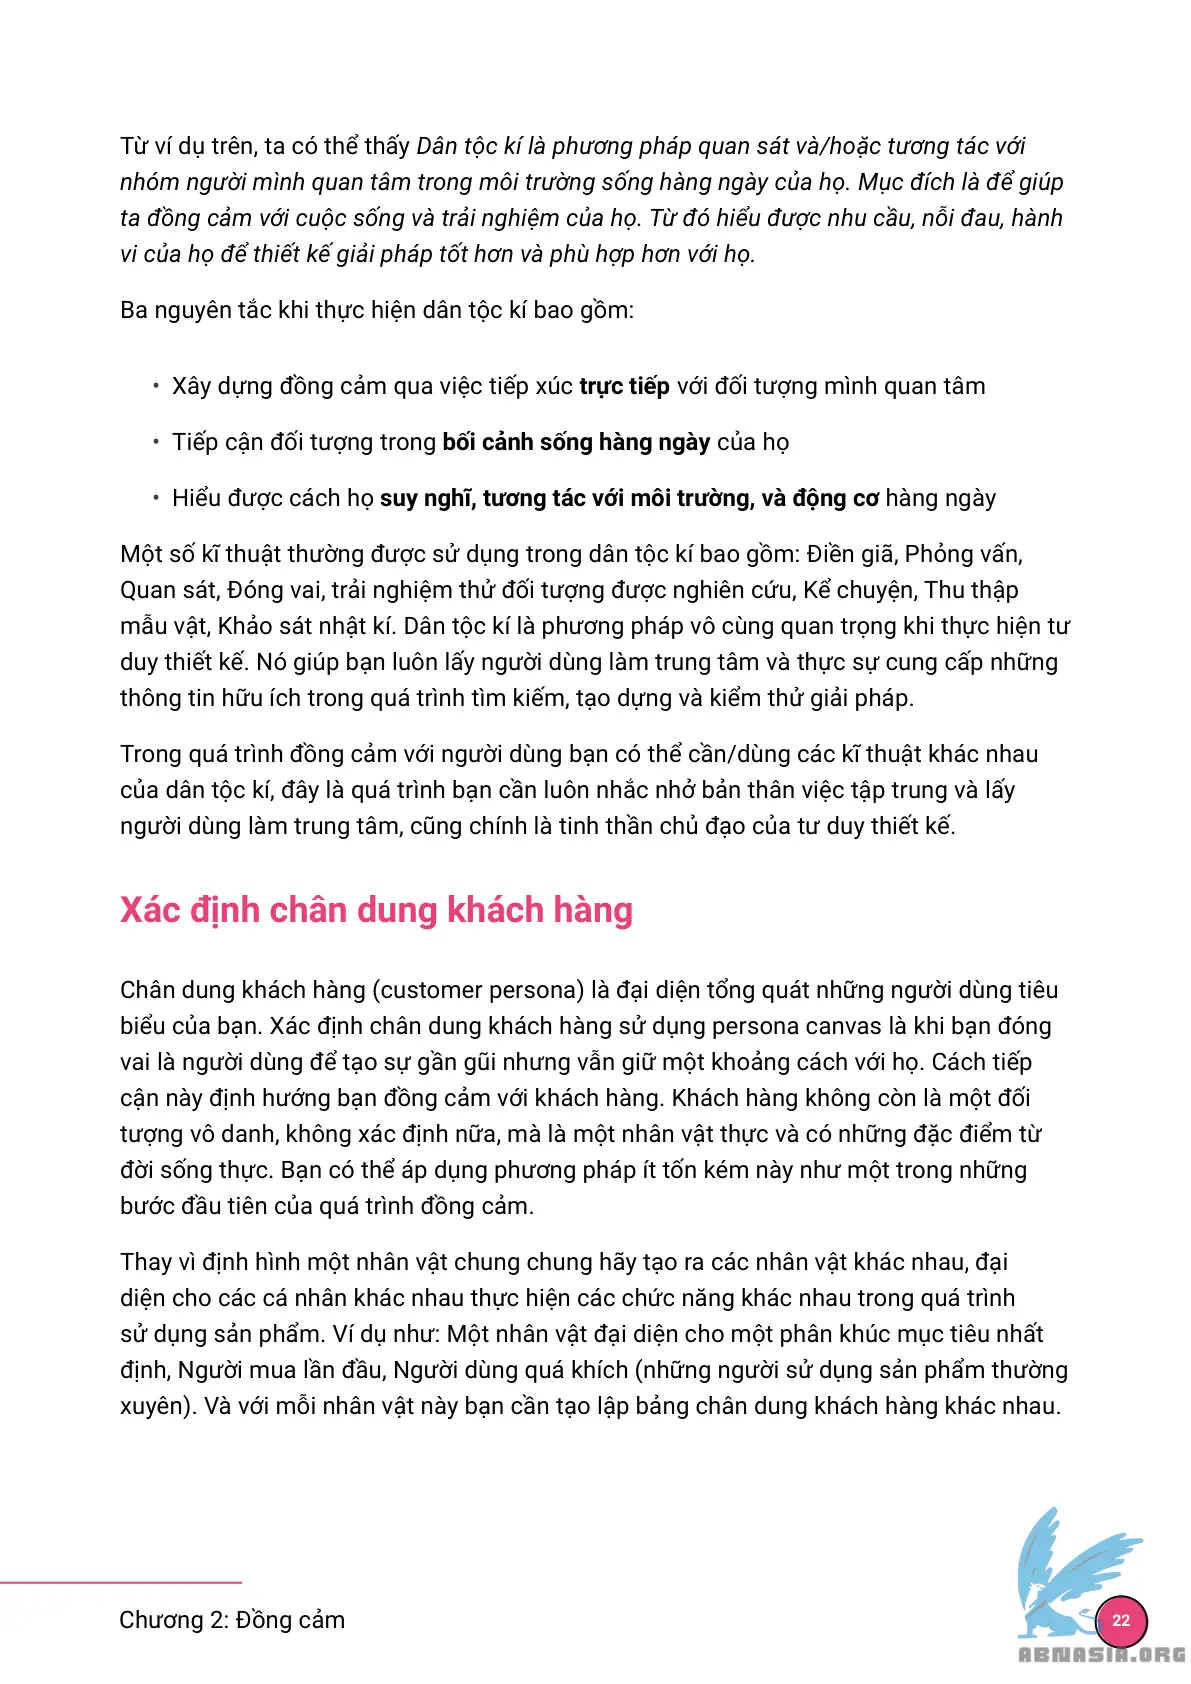 Từ ví dụ trên, ta có thể thấy Dân tộc kí là phương pháp quan sát và/hoặc tương tác với
nhóm người mình quan tâm trong môi trường sống hàng ngày của họ. Mục đích là để giúp
ta đồng cảm với cuộc sống và trải nghiệm của họ. Từ đó hiểu được nhu cầu, nỗi đau, hành
vi của họ để thiết kế giải pháp tốt hơn và phù hợp hơn với họ.
Ba nguyên tắc khi thực hiện dân tộc kí bao gồm:
• Xây dựng đồng cảm qua việc tiếp xúc trực tiếp với đối tượng mình quan tâm
• Tiếp cận đối tượng trong bối cảnh sống hàng ngày của họ
• Hiểu được cách họ suy nghĩ, tương tác với môi trường, và động cơ hàng ngày
Một số kĩ thuật thường được sử dụng trong dân tộc kí bao gồm: Điền giã, Phỏng vấn,
Quan sát, Đóng vai, trải nghiệm thử đối tượng được nghiên cứu, Kể chuyện, Thu thập
mẫu vật, Khảo sát nhật kí. Dân tộc kí là phương pháp vô cùng quan trọng khi thực hiện tư
duy thiết kế. Nó giúp bạn luôn lấy người dùng làm trung tâm và thực sự cung cấp những
thông tin hữu ích trong quá trình tìm kiếm, tạo dựng và kiểm thử giải pháp.
Trong quá trình đồng cảm với người dùng bạn có thể cần/dùng các kĩ thuật khác nhau
của dân tộc kí, đây là quá trình bạn cần luôn nhắc nhở bản thân việc tập trung và lấy
người dùng làm trung tâm, cũng chính là tinh thần chủ đạo của tư duy thiết kế.
Xác định chân dung khách hàng
Chân dung khách hàng (customer persona) là đại diện tổng quát những người dùng tiêu
biểu của bạn. Xác định chân dung khách hàng sử dụng persona canvas là khi bạn đóng
vai là người dùng để tạo sự gần gũi nhưng vẫn giữ một khoảng cách với họ. Cách tiếp
cận này định hướng bạn đồng cảm với khách hàng. Khách hàng không còn là một đối
tượng vô danh, không xác định nữa, mà là một nhân vật thực và có những đặc điểm từ
đời sống thực. Bạn có thể áp dụng phương pháp ít tốn kém này như một trong những
bước đầu tiên của quá trình đồng cảm.
Thay vì định hình một nhân vật chung chung hãy tạo ra các nhân vật khác nhau, đại
diện cho các cá nhân khác nhau thực hiện các chức năng khác nhau trong quá trình
sử dụng sản phẩm. Ví dụ như: Một nhân vật đại diện cho một phân khúc mục tiêu nhất
định, Người mua lần đầu, Người dùng quá khích (những người sử dụng sản phẩm thường
xuyên). Và với mỗi nhân vật này bạn cần tạo lập bảng chân dung khách hàng khác nhau.
Chương 2: Đồng cảm
22
ABNASIA.ORG